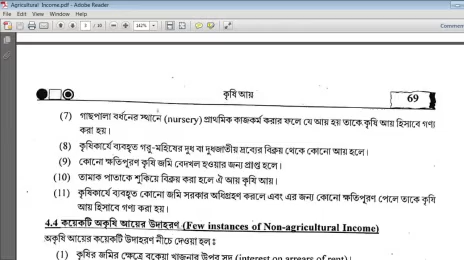 Agricultural Income.pdf - Adobe Reader
File Edit View Window Help
3 / 10 142% Comment
কৃষি আয় 69
(7) গাছপালা বর্ধনের স্থানে (nursery) প্রাথমিক কাজকর্ম করার ফলে যে আয় হয় তাকে কৃষি আয় হিসাবে গণ্য
করা হয়।
(8) কৃষিকার্যে ব্যবহৃত গরু-মহিষের দুধ বা দুধজাতীয় দ্রব্যের বিক্রয় থেকে কোনো আয় হলে।
(9) কোনো ক্ষতিপূরণ কৃষি জমি বেদখল হওয়ার জন্য প্রাপ্ত হলে।
(10) তামাক পাতাকে শুকিয়ে বিক্রয় করা হলে ঐ আয় কৃষি আয়।
(11) কৃষিকার্যে ব্যবহৃত কোনো জমি সরকার অধিগ্রহণ করলে এবং এর জন্য কোনো ক্ষতিপূরণ পেলে তাকে কৃষি
আয় হিসাবে গণ্য করা হয়।
4.4 কয়েকটি অকৃষি আয়ের উদাহরণ (Few instances of Non-agricultural Income)
অকৃষি আয়ের কয়েকটি উদাহরণ নীচে দেওয়া হল ঃ
(1) কৃষির জমির ক্ষেত্রে বকেয়া খাজনার উপর সুদ (interest on arrears of rent)।